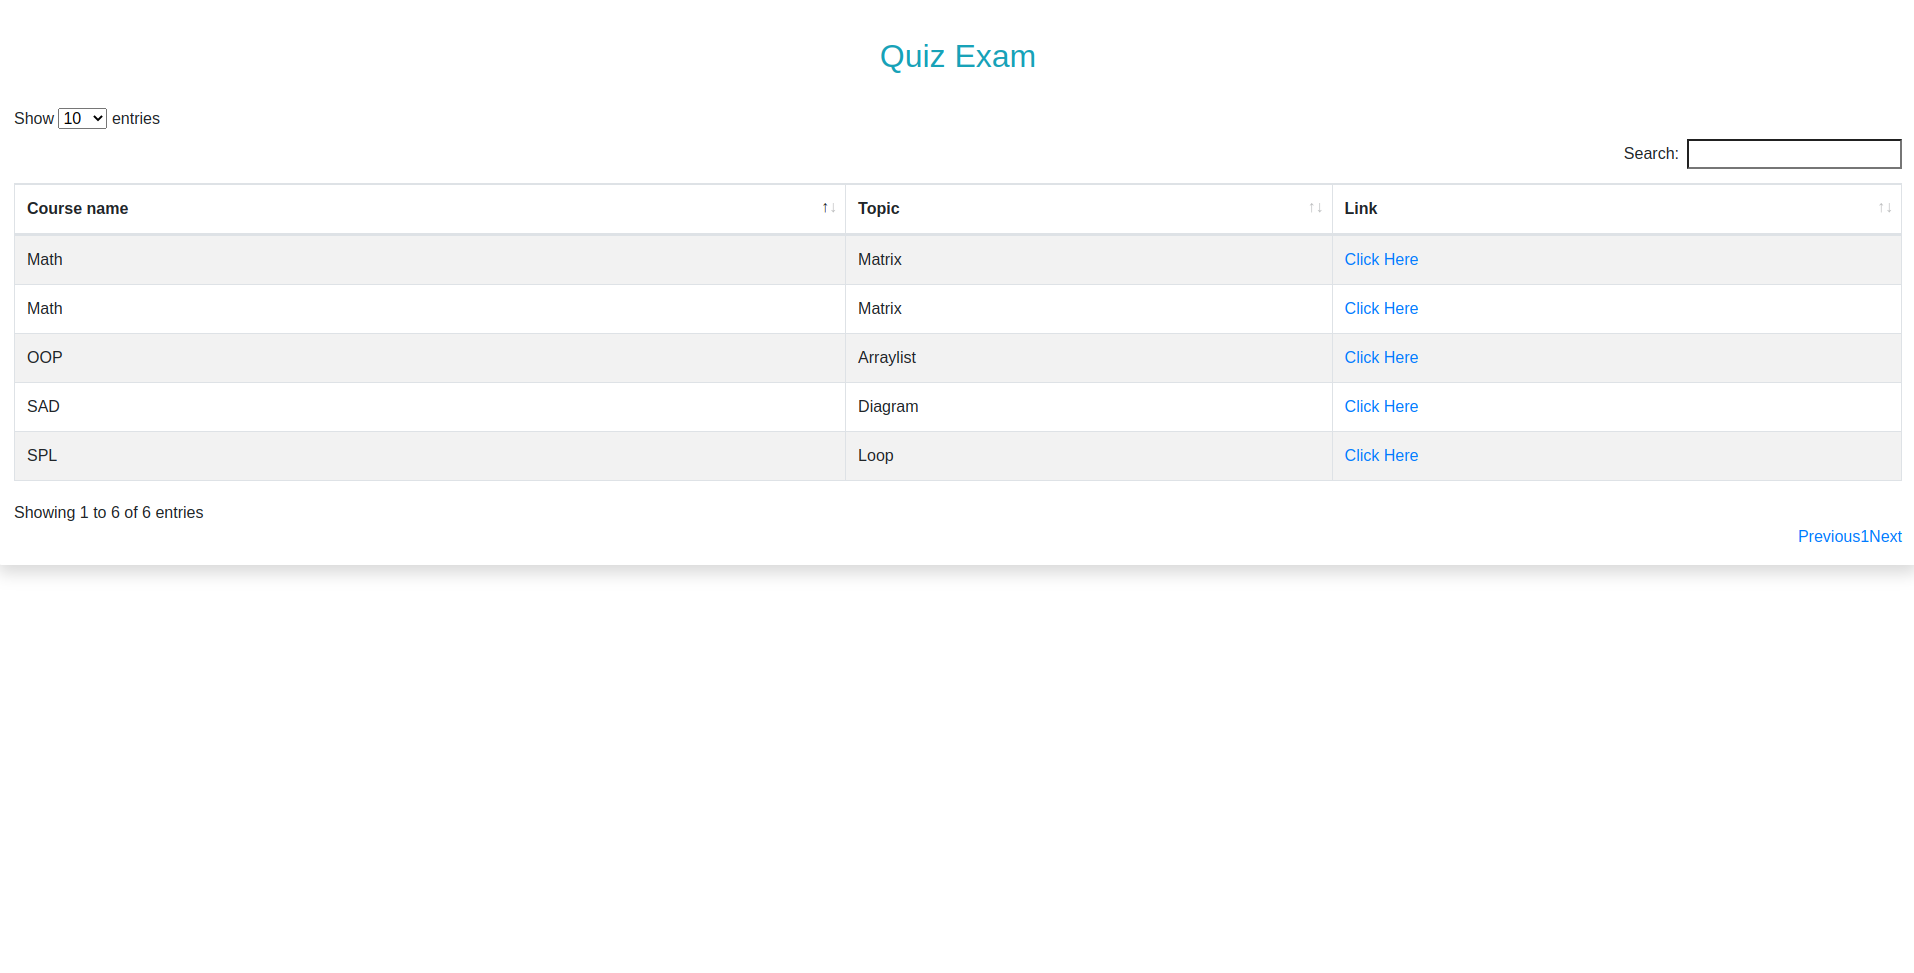 Quiz Exam
Show 10 entries
Search:
Course name ↑↓ Topic ↑↓ Link ↑↓
Math Matrix Click Here
Math Matrix Click Here
OOP Arraylist Click Here
SAD Diagram Click Here
SPL Loop Click Here
Showing 1 to 6 of 6 entries
Previous1Next